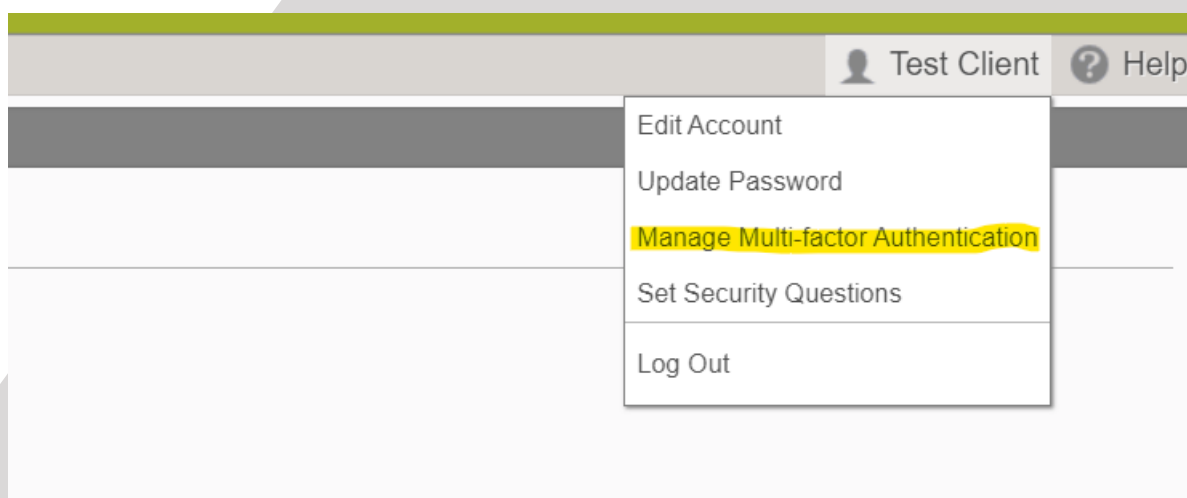 Test Client Help
Edit Account
Update Password
Manage Multi-factor Authentication
Set Security Questions
Log Out